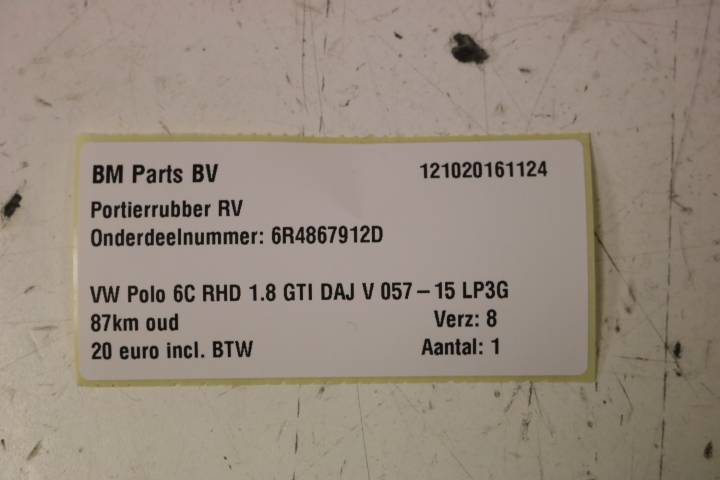 BM Parts BV 121020161124
Portierrubber RV
Onderdeelnummer: 6R4867912D
VW Polo 6C RHD 1.8 GTI DAJ V 057 – 15 LP3G
87km oud Verz: 8
20 euro incl. BTW Aantal: 1